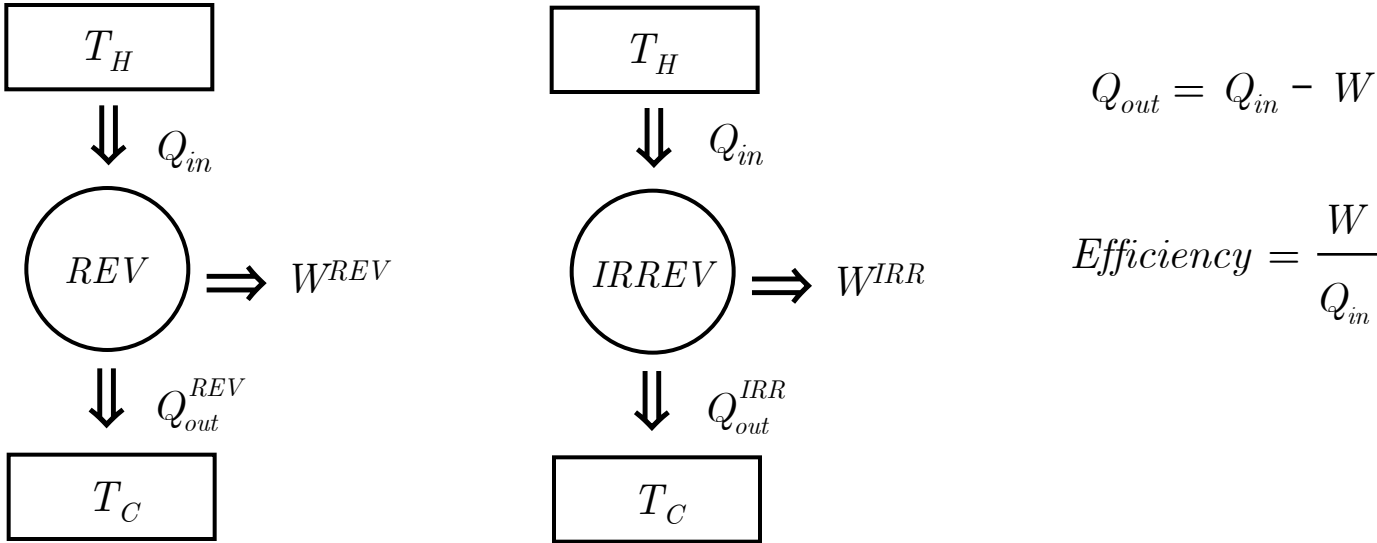 T_H
Q_in
REV
W^REV
Q_out^REV
T_C
T_H
Q_in
IRREV
W^IRR
Q_out^IRR
T_C
Q_out = Q_in - W
Efficiency = W / Q_in